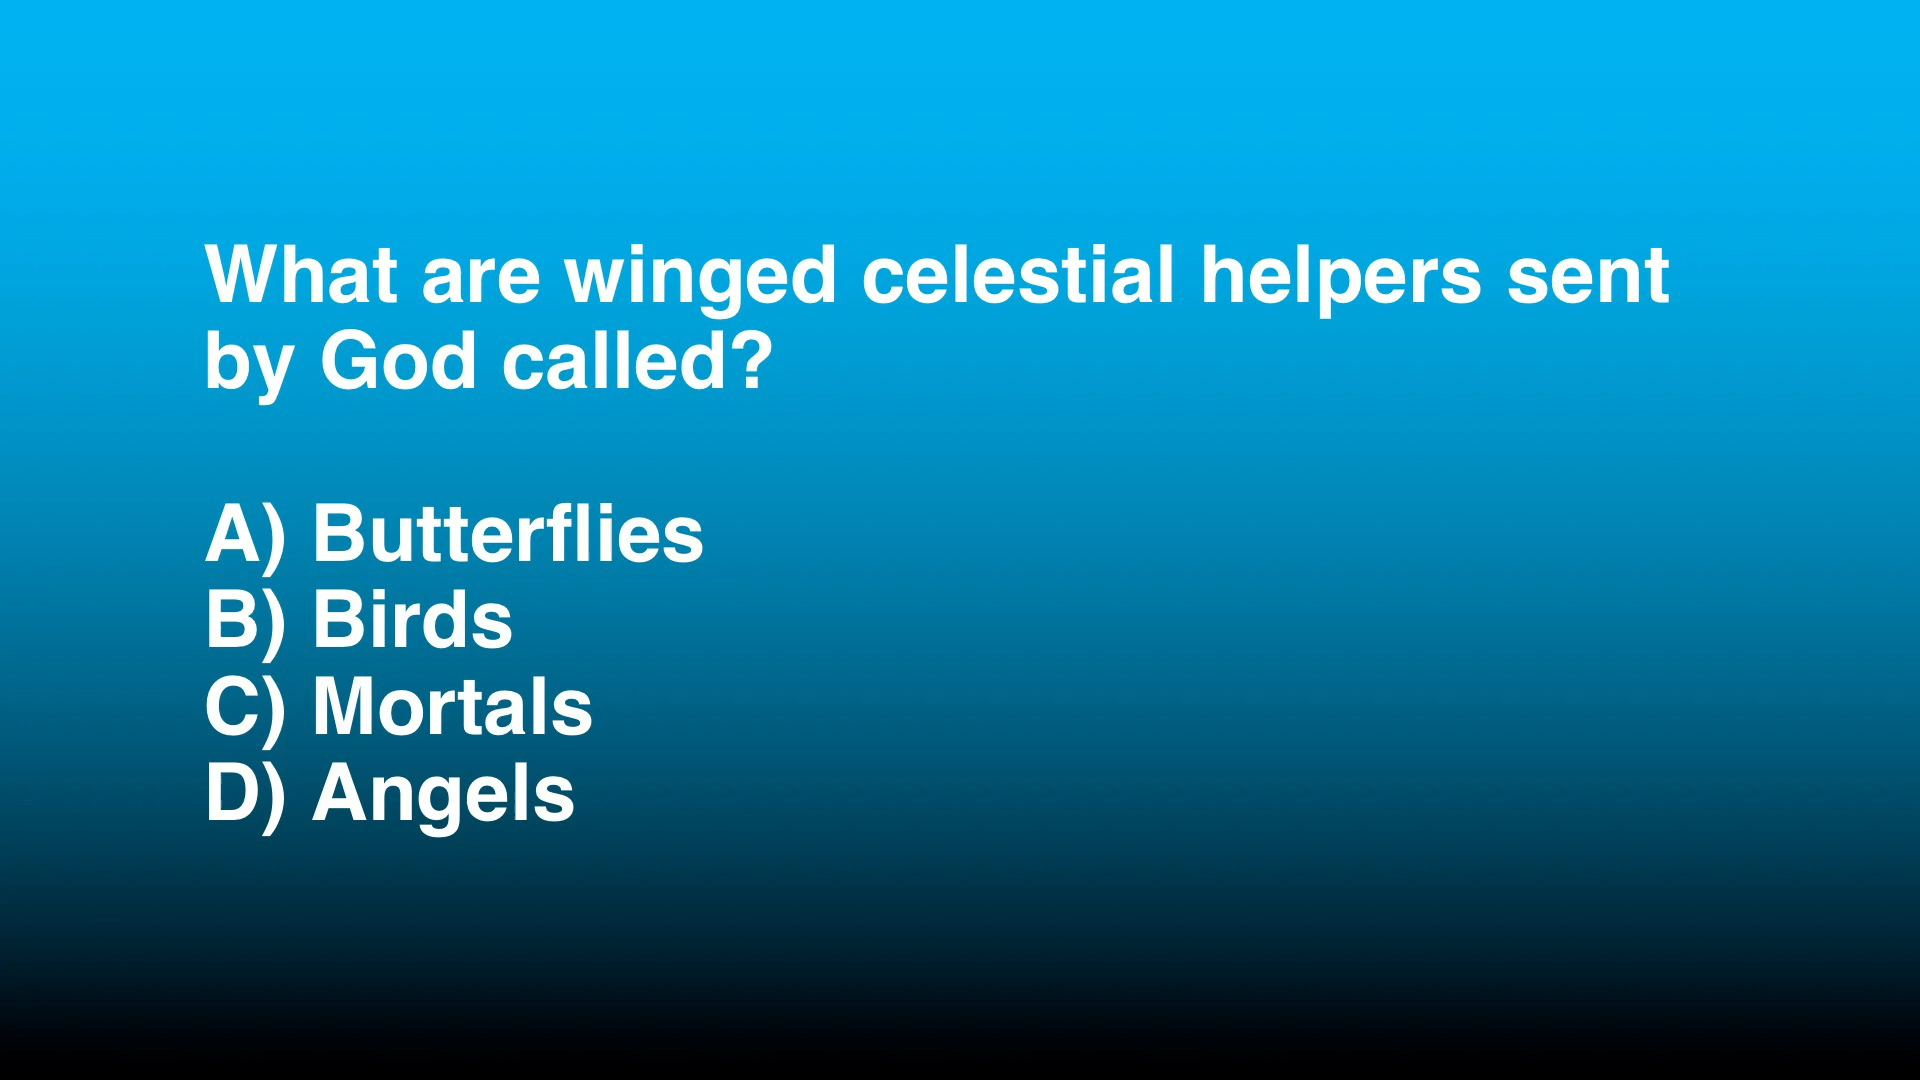 What are winged celestial helpers sent
by God called?
A) Butterflies
B) Birds
C) Mortals
D) Angels